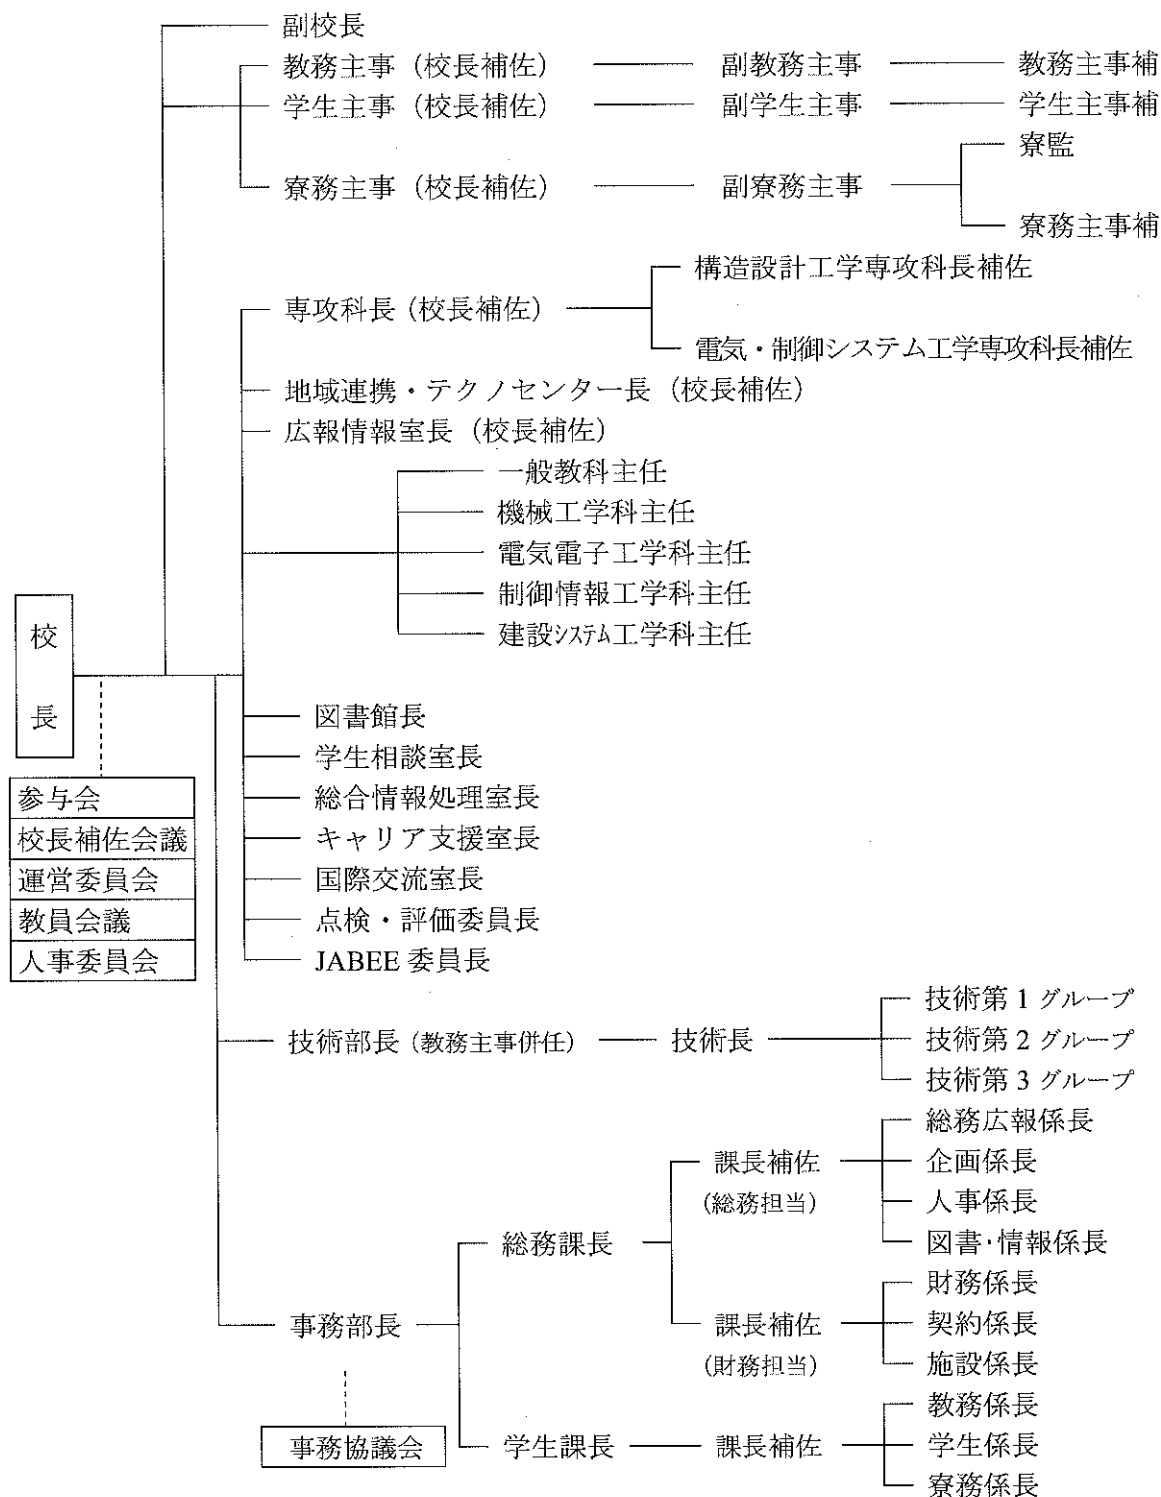 副校長
教務主事（校長補佐） 副教務主事 教務主事補
学生主事（校長補佐） 副学生主事 学生主事補
寮監
寮務主事（校長補佐） 副寮務主事
寮務主事補
構造設計工学専攻科長補佐
専攻科長（校長補佐）
電気・制御システム工学専攻科長補佐
地域連携・テクノセンター長（校長補佐）
広報情報室長（校長補佐）
一般教科主任
機械工学科主任
電気電子工学科主任
制御情報工学科主任
建設システム工学科主任
校長
図書館長
学生相談室長
総合情報処理室長
キャリア支援室長
国際交流室長
点検・評価委員長
JABEE 委員長
参与会
校長補佐会議
運営委員会
教員会議
人事委員会
技術第 1 グループ
技術部長（教務主事併任） 技術長 技術第 2 グループ
技術第 3 グループ
総務広報係長
課長補佐 企画係長
(総務担当) 人事係長
総務課長 図書・情報係長
財務係長
事務部長 課長補佐 契約係長
(財務担当) 施設係長
教務係長
事務協議会 学生課長 課長補佐 学生係長
寮務係長